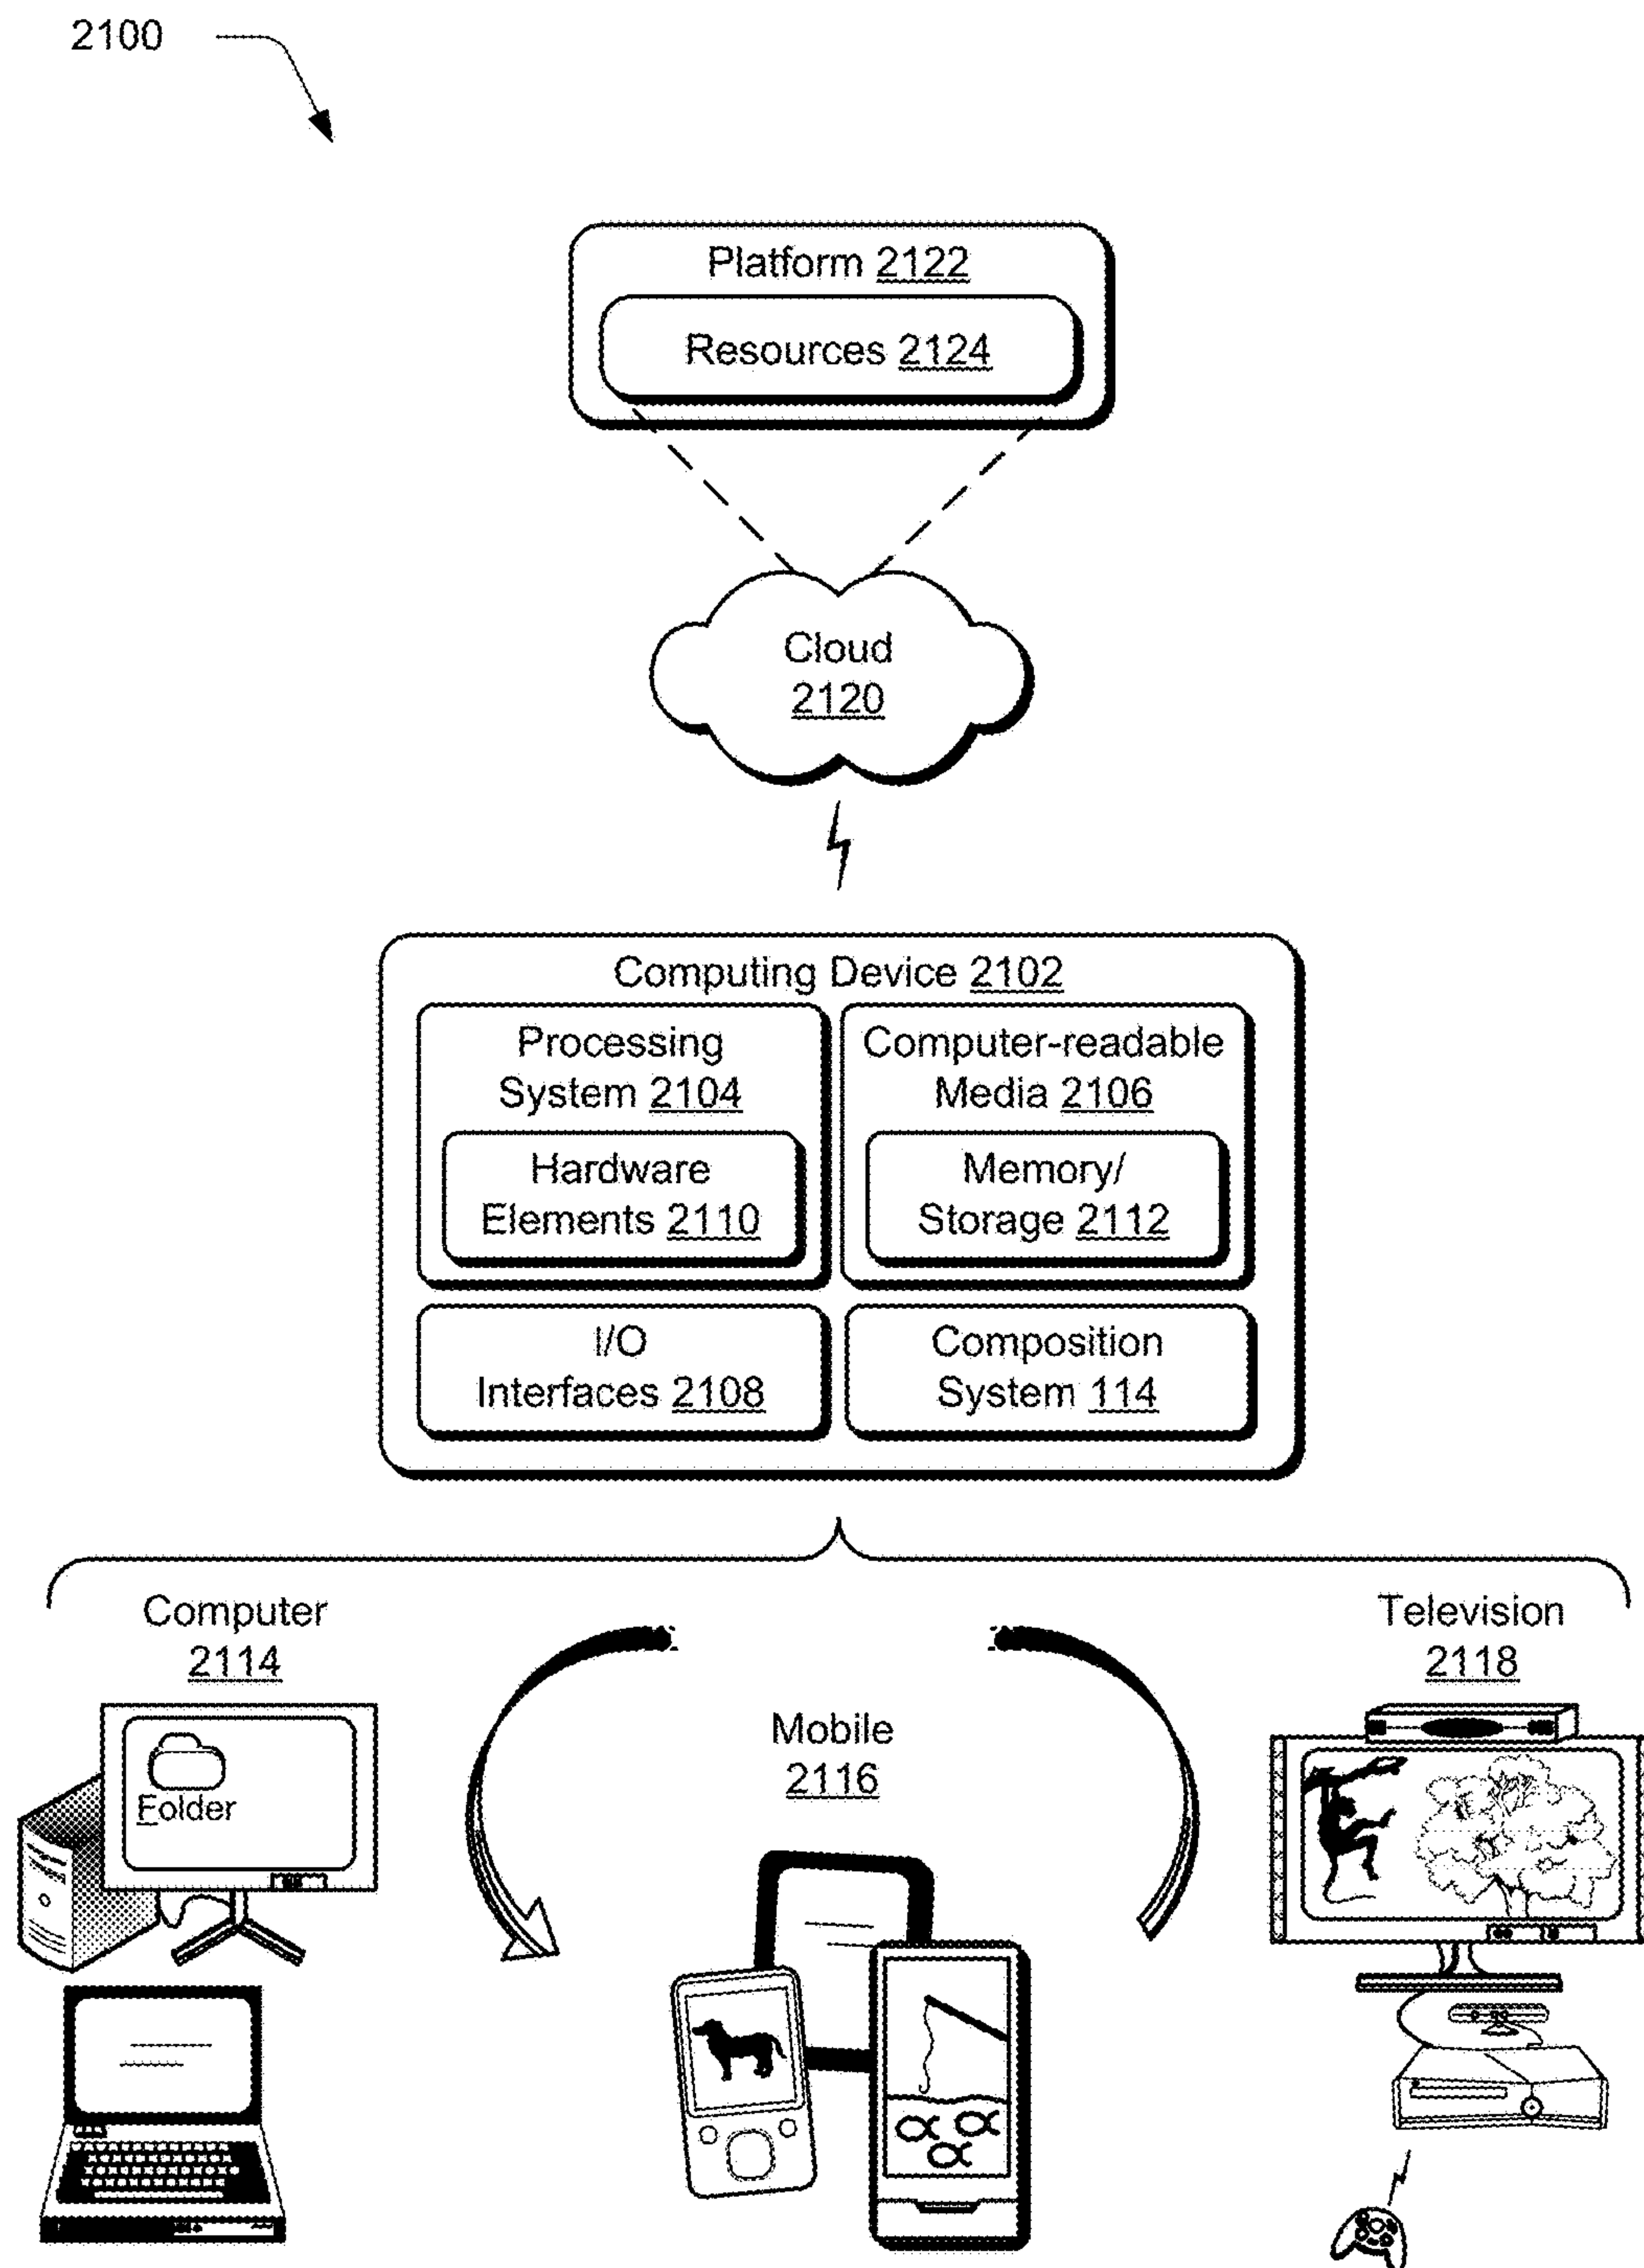 2100
Platform 2122
Resources 2124
Cloud
2120
Computing Device 2102
Processing
System 2104
Computer-readable
Media 2106
Hardware
Elements 2110
Memory/
Storage 2112
I/O
Interfaces 2108
Composition
System 114
Computer
2114
Mobile
2116
Television
2118
Folder